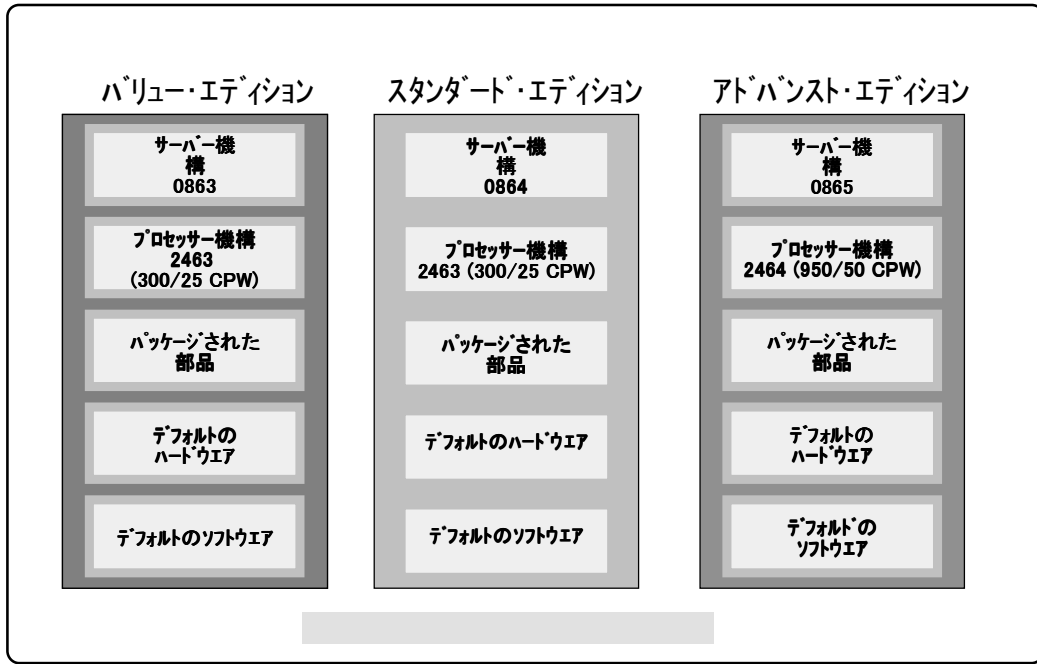 バリュー・エディション
サーバー機
構
0863
プロセッサー機構
2463
(300/25 CPW)
パッケージされた
部品
デフォルトの
ハードウエア
デフォルトのソフトウエア
スタンダード・エディション
サーバー機
構
0864
プロセッサー機構
2463 (300/25 CPW)
パッケージされた
部品
デフォルトのハードウエア
デフォルトのソフトウエア
アドバンスト・エディション
サーバー機
構
0865
プロセッサー機構
2464 (950/50 CPW)
パッケージされた
部品
デフォルトの
ハードウエア
デフォルドの
ソフトウエア